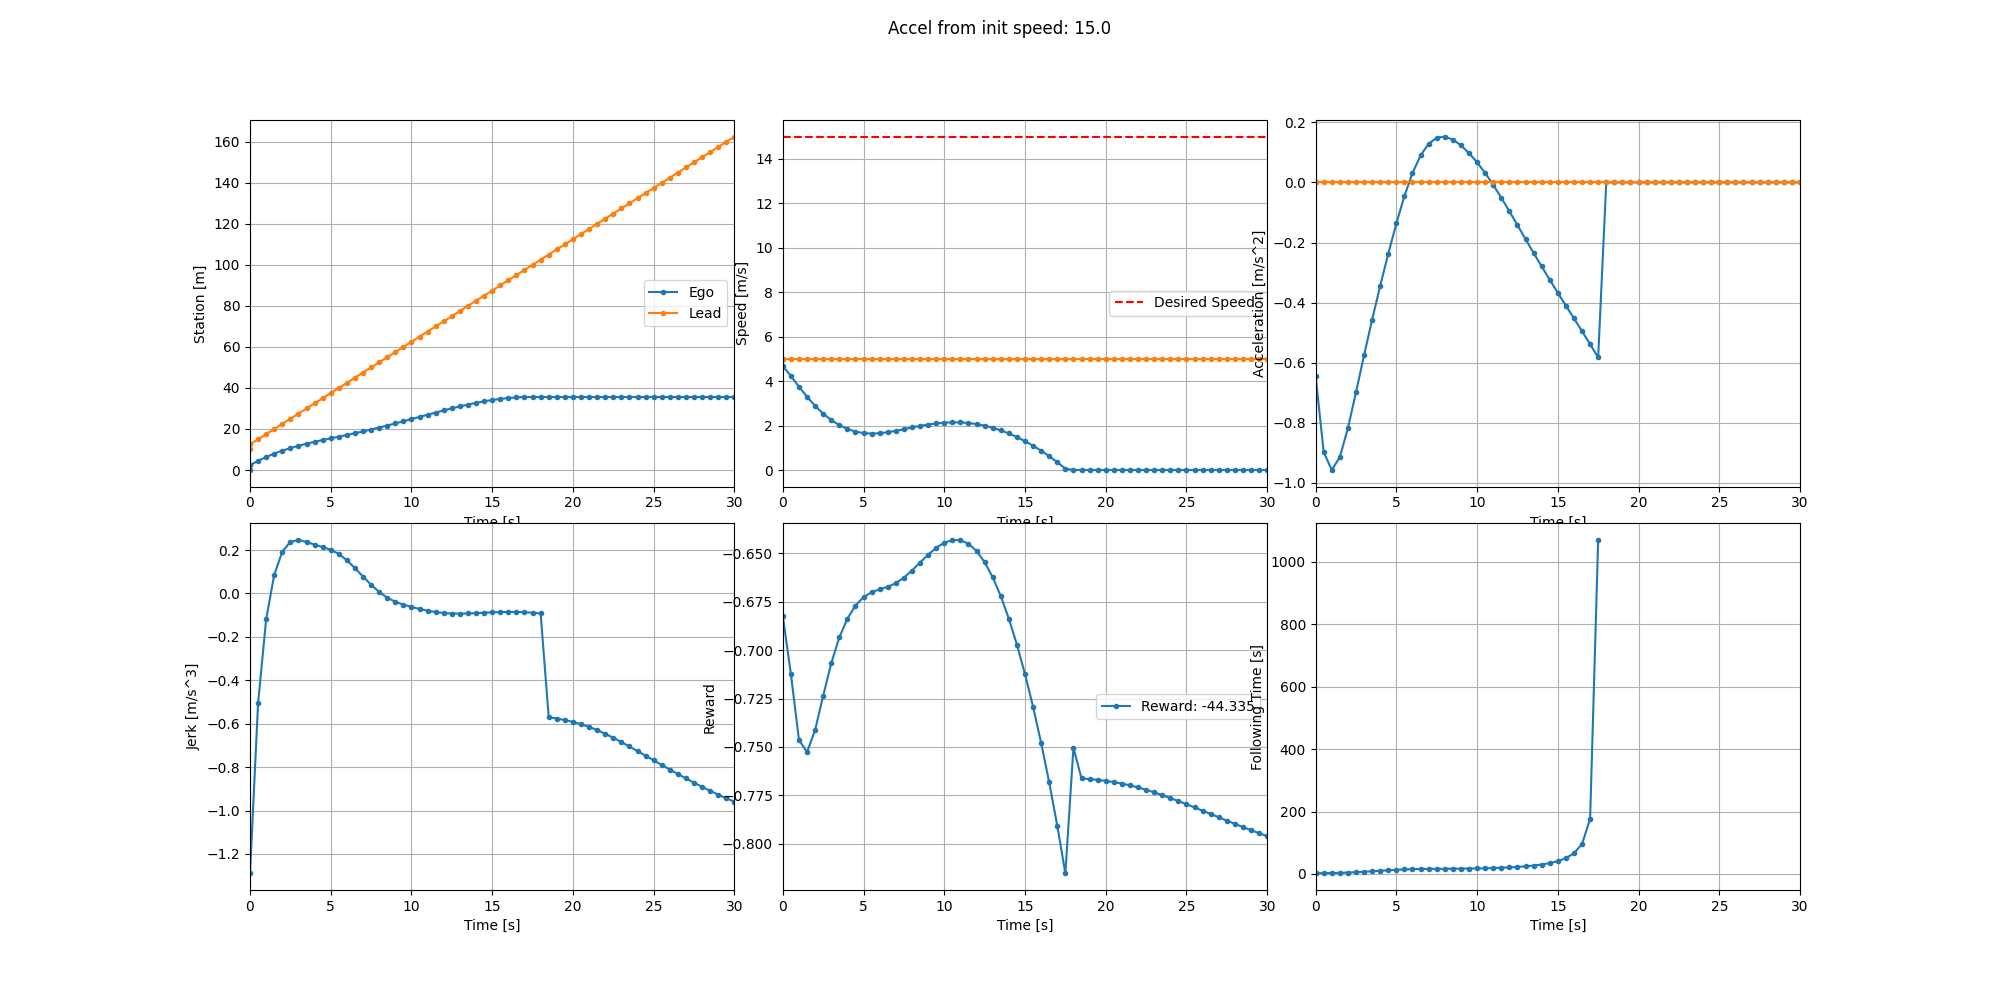 Accel from init speed: 15.0
Station [m]
160
140
120
100
80
60
40
20
0
0 5 10 15 20 25 30
Time [s]
Ego
Lead
Speed [m/s]
14
12
10
8
6
4
2
0
0 5 10 15 20 25 30
Time [s]
Desired Speed
Acceleration [m/s^2]
0.2
0.0
−0.2
−0.4
−0.6
−0.8
−1.0
0 5 10 15 20 25 30
Time [s]
Jerk [m/s^3]
0.2
0.0
−0.2
−0.4
−0.6
−0.8
−1.0
−1.2
0 5 10 15 20 25 30
Time [s]
Reward
−0.650
−0.675
−0.700
−0.725
−0.750
−0.775
−0.800
0 5 10 15 20 25 30
Time [s]
Reward: -44.335
Following Time [s]
1000
800
600
400
200
0
0 5 10 15 20 25 30
Time [s]